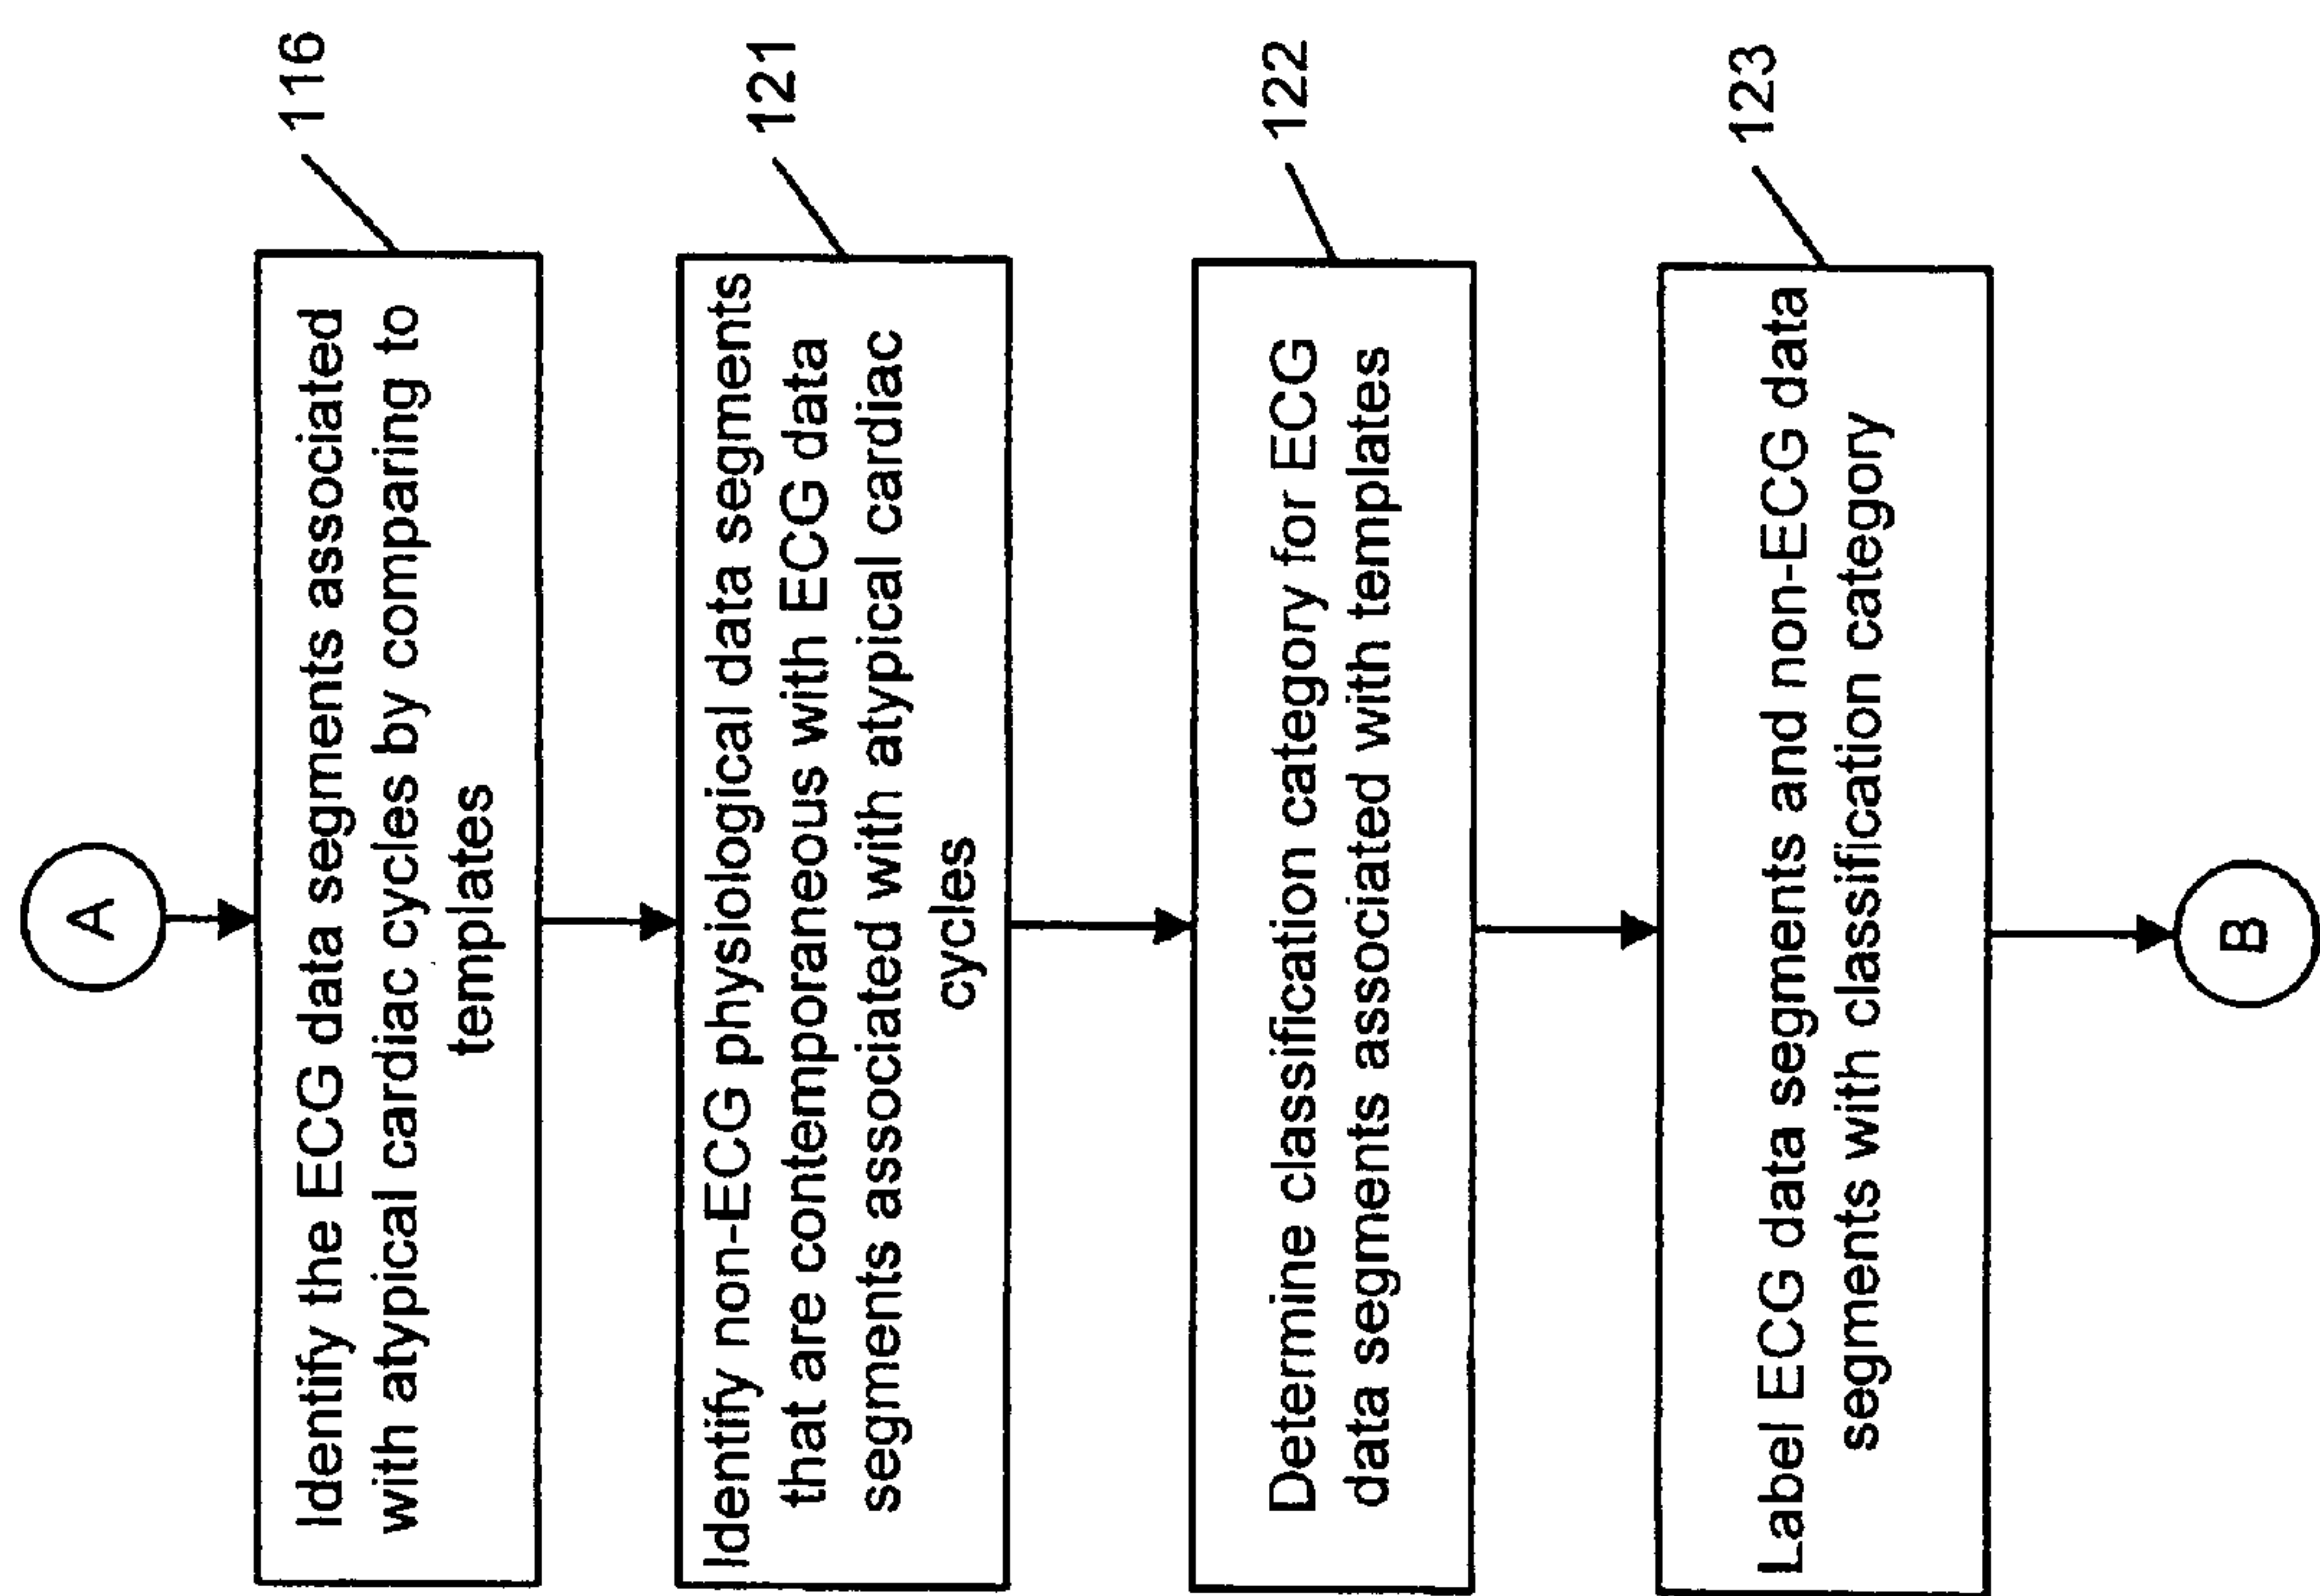 A
Identify the ECG data segments associated
with atypical cardiac cycles by comparing to
templates
116
Identify non-ECG physiological data segments
that are contemporaneous with ECG data
segments associated with atypical cardiac
cycles
121
Determine classification category for ECG
data segments associated with templates
122
Label ECG data segments and non-ECG data
segments with classification category
123
B